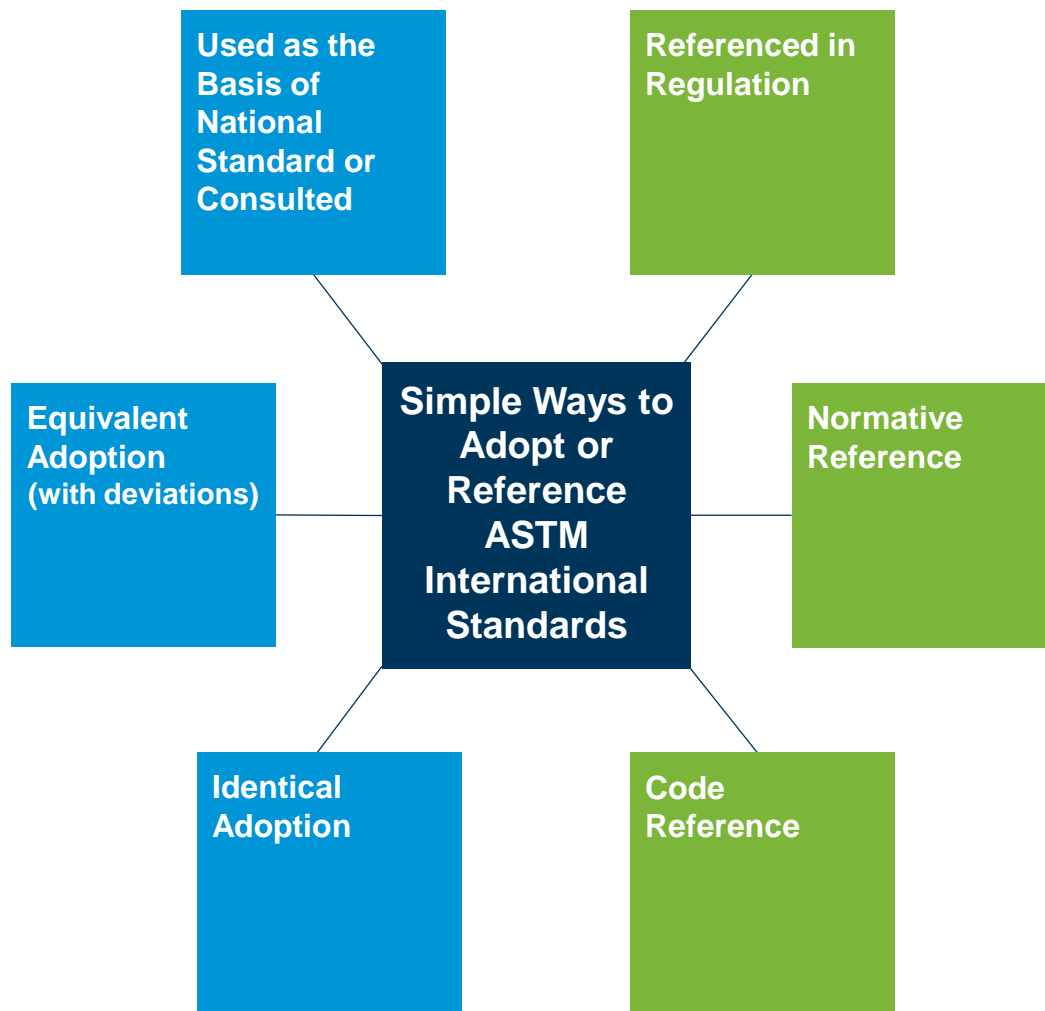 Used as the
Basis of
National
Standard or
Consulted
Referenced in
Regulation
Equivalent
Adoption
(with deviations)
Simple Ways to
Adopt or
Reference
ASTM
International
Standards
Normative
Reference
Identical
Adoption
Code
Reference